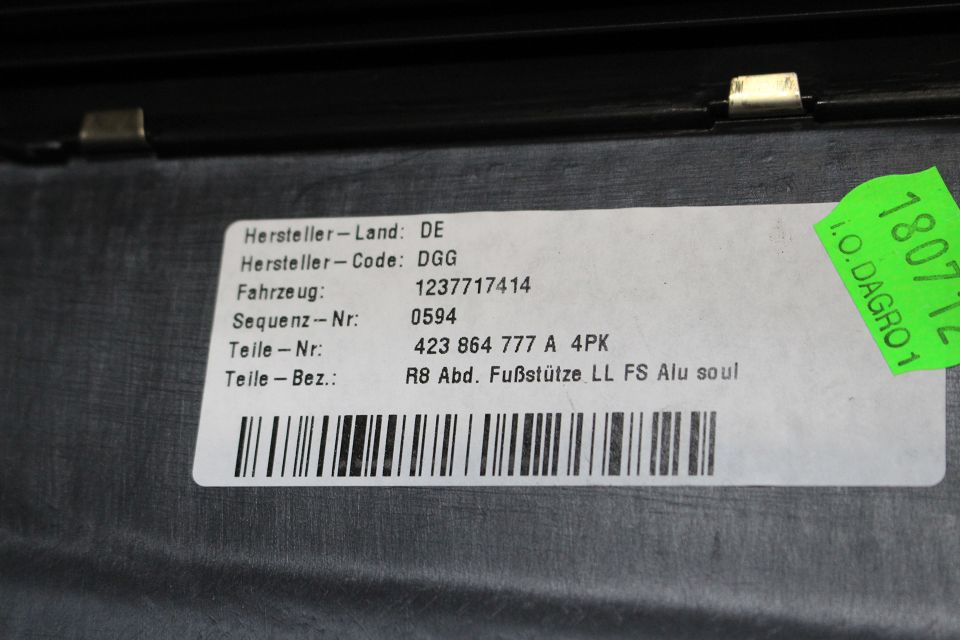 Hersteller-Land: DE
Hersteller-Code: DGG
Fahrzeug: 1237717414
Sequenz-Nr: 0594
Teile-Nr: 423 864 777 A 4PK
Teile-Bez.: R8 Abd. Fußstütze LL FS Alu soul
180712
I.O.DAGRO1